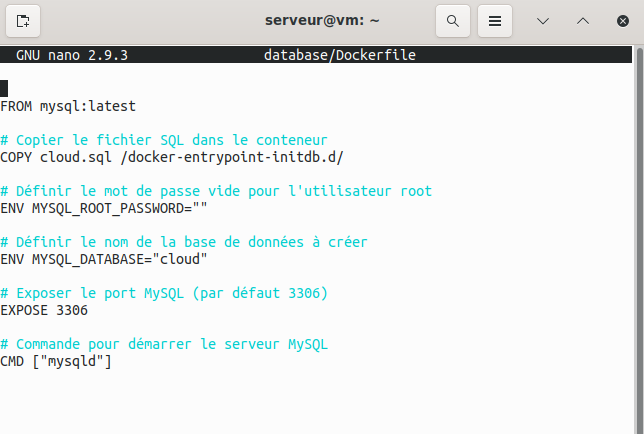 serveur@vm: ~
GNU nano 2.9.3 database/Dockerfile
FROM mysql:latest
# Copier le fichier SQL dans le conteneur
COPY cloud.sql /docker-entrypoint-initdb.d/
# Définir le mot de passe vide pour l'utilisateur root
ENV MYSQL_ROOT_PASSWORD=""
# Définir le nom de la base de données à créer
ENV MYSQL_DATABASE="cloud"
# Exposer le port MySQL (par défaut 3306)
EXPOSE 3306
# Commande pour démarrer le serveur MySQL
CMD ["mysqld"]